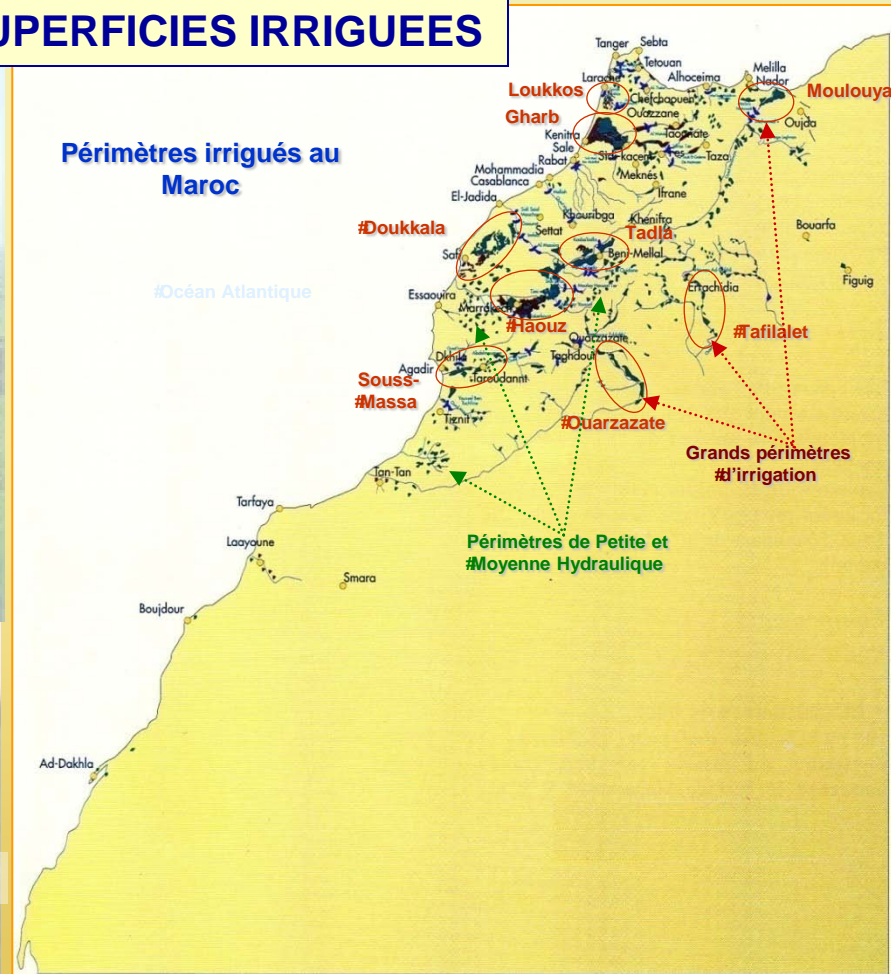 UPERFICIES IRRIGUEES
Périmètres irrigués au
Maroc
Tanger
Sebta
Tetouan
Larache
Alhoceima
Melilla
Nador
Loukkos
Chefchaouen
Moulouya
Gharb
Ouazzane
Oujda
Kenitra
Taounate
Sale
Rabat
Taza
Mohammadia
Meknés
Casablanca
Ifrane
El-Jadida
Khouribga
Khenifra
Settat
Bouarfa
#Doukkala
Tadla
Safi
Beni-Mellal
Figuig
#Océan Atlantique
Essaouira
Errachidia
Marrakech
#Haouz
#Tafilalet
Ouarzazate
Dkhila
Taghdout
Agadir
Taroudannt
Souss-
#Massa
Tiznit
#Ouarzazate
Grands périmètres
#d'irrigation
Tan-Tan
Tarfaya
Périmètres de Petite et
#Moyenne Hydraulique
Laayoune
Smara
Boujdour
Ad-Dakhla